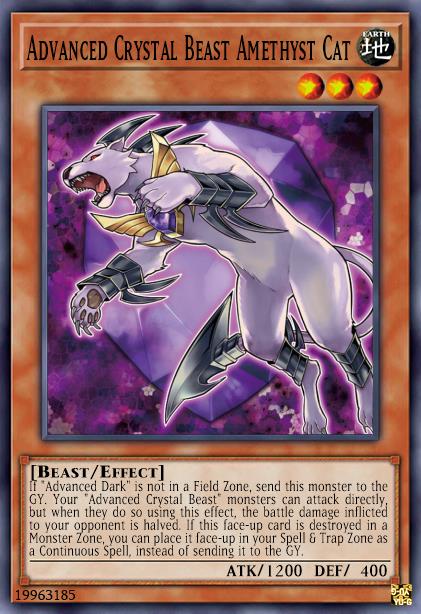 Advanced Crystal Beast Amethyst Cat
EARTH
地
[Beast/Effect]
If "Advanced Dark" is not in a Field Zone, send this monster to the
GY. Your "Advanced Crystal Beast" monsters can attack directly,
but when they do so using this effect, the battle damage inflicted
to your opponent is halved. If this face-up card is destroyed in a
Monster Zone, you can place it face-up in your Spell & Trap Zone as
a Continuous Spell, instead of sending it to the GY.
ATK/1200 DEF/ 400
19963185